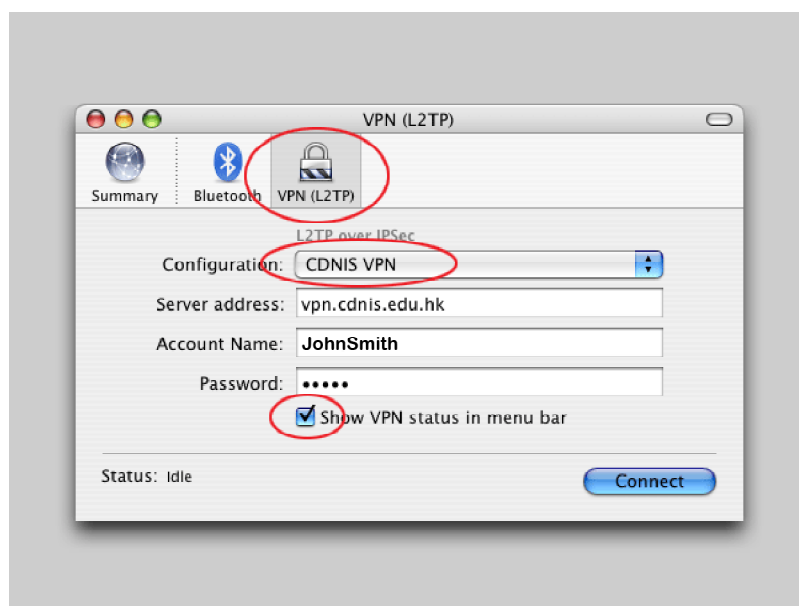 VPN (L2TP)
Summary Bluetooth VPN (L2TP)
L2TP over IPSec
Configuration: CDNIS VPN
Server address: vpn.cdnis.edu.hk
Account Name: JohnSmith
Password: •••••
Show VPN status in menu bar
Status: Idle Connect